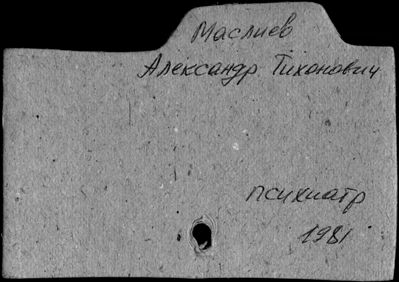 Маслиев
Александр Тихонович
психиатр
1981